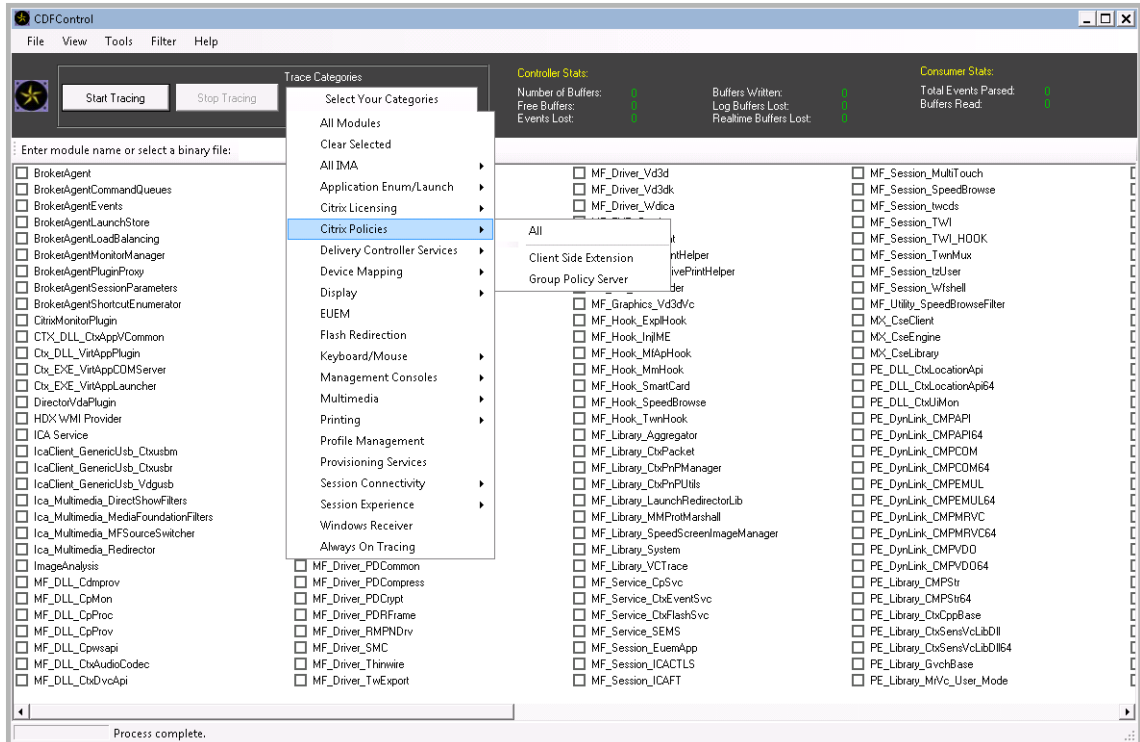 CDFControl
File View Tools Filter Help
Trace Categories
Start Tracing
Stop Tracing
Select Your Categories
Controller Stats:
Number of Buffers: 0
Free Buffers: 0
Events Lost: 0
Buffers Written: 0
Log Buffers Lost: 0
Realtime Buffers Lost: 0
Consumer Stats:
Total Events Parsed: 0
Buffers Read: 0
Enter module name or select a binary file:
All Modules
Clear Selected
All IMA
Application Enum/Launch
Citrix Licensing
Citrix Policies
Delivery Controller Services
Device Mapping
Display
EUEM
Flash Redirection
Keyboard/Mouse
Management Consoles
Multimedia
Printing
Profile Management
Provisioning Services
Session Connectivity
Session Experience
Windows Receiver
Always On Tracing
All
Client Side Extension
Group Policy Server
BrokerAgent
BrokerAgentCommandQueues
BrokerAgentEvents
BrokerAgentLaunchStore
BrokerAgentLoadBalancing
BrokerAgentMonitorManager
BrokerAgentPluginProxy
BrokerAgentSessionParameters
BrokerAgentShortcutEnumerator
CitrixMonitorPlugin
CTX_DLL_CtxAppVCommon
Ctx_DLL_VirtAppPlugin
Ctx_EXE_VirtAppCOMServer
Ctx_EXE_VirtAppLauncher
DirectorVdaPlugin
HDX WMI Provider
ICA Service
IcaClient_GenericUsb_Ctxusbm
IcaClient_GenericUsb_Ctxusbr
IcaClient_GenericUsb_Vdgusb
Ica_Multimedia_DirectShowFilters
Ica_Multimedia_MediaFoundationFilters
Ica_Multimedia_MFSourceSwitcher
Ica_Multimedia_Redirector
ImageAnalysis
MF_DLL_Cdmprov
MF_DLL_CpMon
MF_DLL_CpProc
MF_DLL_CpProv
MF_DLL_Cpwsapi
MF_DLL_CtxAudioCodec
MF_DLL_CtxDvcApi
MF_Driver_PDCommon
MF_Driver_PDCompress
MF_Driver_PDCrypt
MF_Driver_PDRFrame
MF_Driver_RMPNDrv
MF_Driver_SMC
MF_Driver_Thinwire
MF_Driver_TwExport
MF_Driver_Vd3d
MF_Driver_Vd3dk
MF_Driver_Wdica
ntHelper
ivePrintHelper
der
MF_Graphics_Vd3dVc
MF_Hook_ExplHook
MF_Hook_InjIME
MF_Hook_MfApHook
MF_Hook_MmHook
MF_Hook_SmartCard
MF_Hook_SpeedBrowse
MF_Hook_TwnHook
MF_Library_Aggregator
MF_Library_CtxPacket
MF_Library_CtxPnPManager
MF_Library_CtxPnPUtils
MF_Library_LaunchRedirectorLib
MF_Library_MMProtMarshall
MF_Library_SpeedScreenImageManager
MF_Library_System
MF_Library_VCTrace
MF_Service_CpSvc
MF_Service_CtxEventSvc
MF_Service_CtxFlashSvc
MF_Service_SEMS
MF_Session_EuemApp
MF_Session_ICACTLS
MF_Session_ICAFT
MF_Session_MultiTouch
MF_Session_SpeedBrowse
MF_Session_twcds
MF_Session_TWI
MF_Session_TWI_HOOK
MF_Session_TwnMux
MF_Session_tzUser
MF_Session_Wfshell
MF_Utility_SpeedBrowseFilter
MX_CseClient
MX_CseEngine
MX_CseLibrary
PE_DLL_CtxLocationApi
PE_DLL_CtxLocationApi64
PE_DLL_CtxUiMon
PE_DynLink_CMPAPI
PE_DynLink_CMPAPI64
PE_DynLink_CMPCOM
PE_DynLink_CMPCOM64
PE_DynLink_CMPEMUL
PE_DynLink_CMPEMUL64
PE_DynLink_CMPMRVC
PE_DynLink_CMPMRVC64
PE_DynLink_CMPVDO
PE_DynLink_CMPVDO64
PE_Library_CMPStr
PE_Library_CMPStr64
PE_Library_CtxCppBase
PE_Library_CtxSensVcLibDll
PE_Library_CtxSensVcLibDll64
PE_Library_GvchBase
PE_Library_MrVc_User_Mode
Process complete.